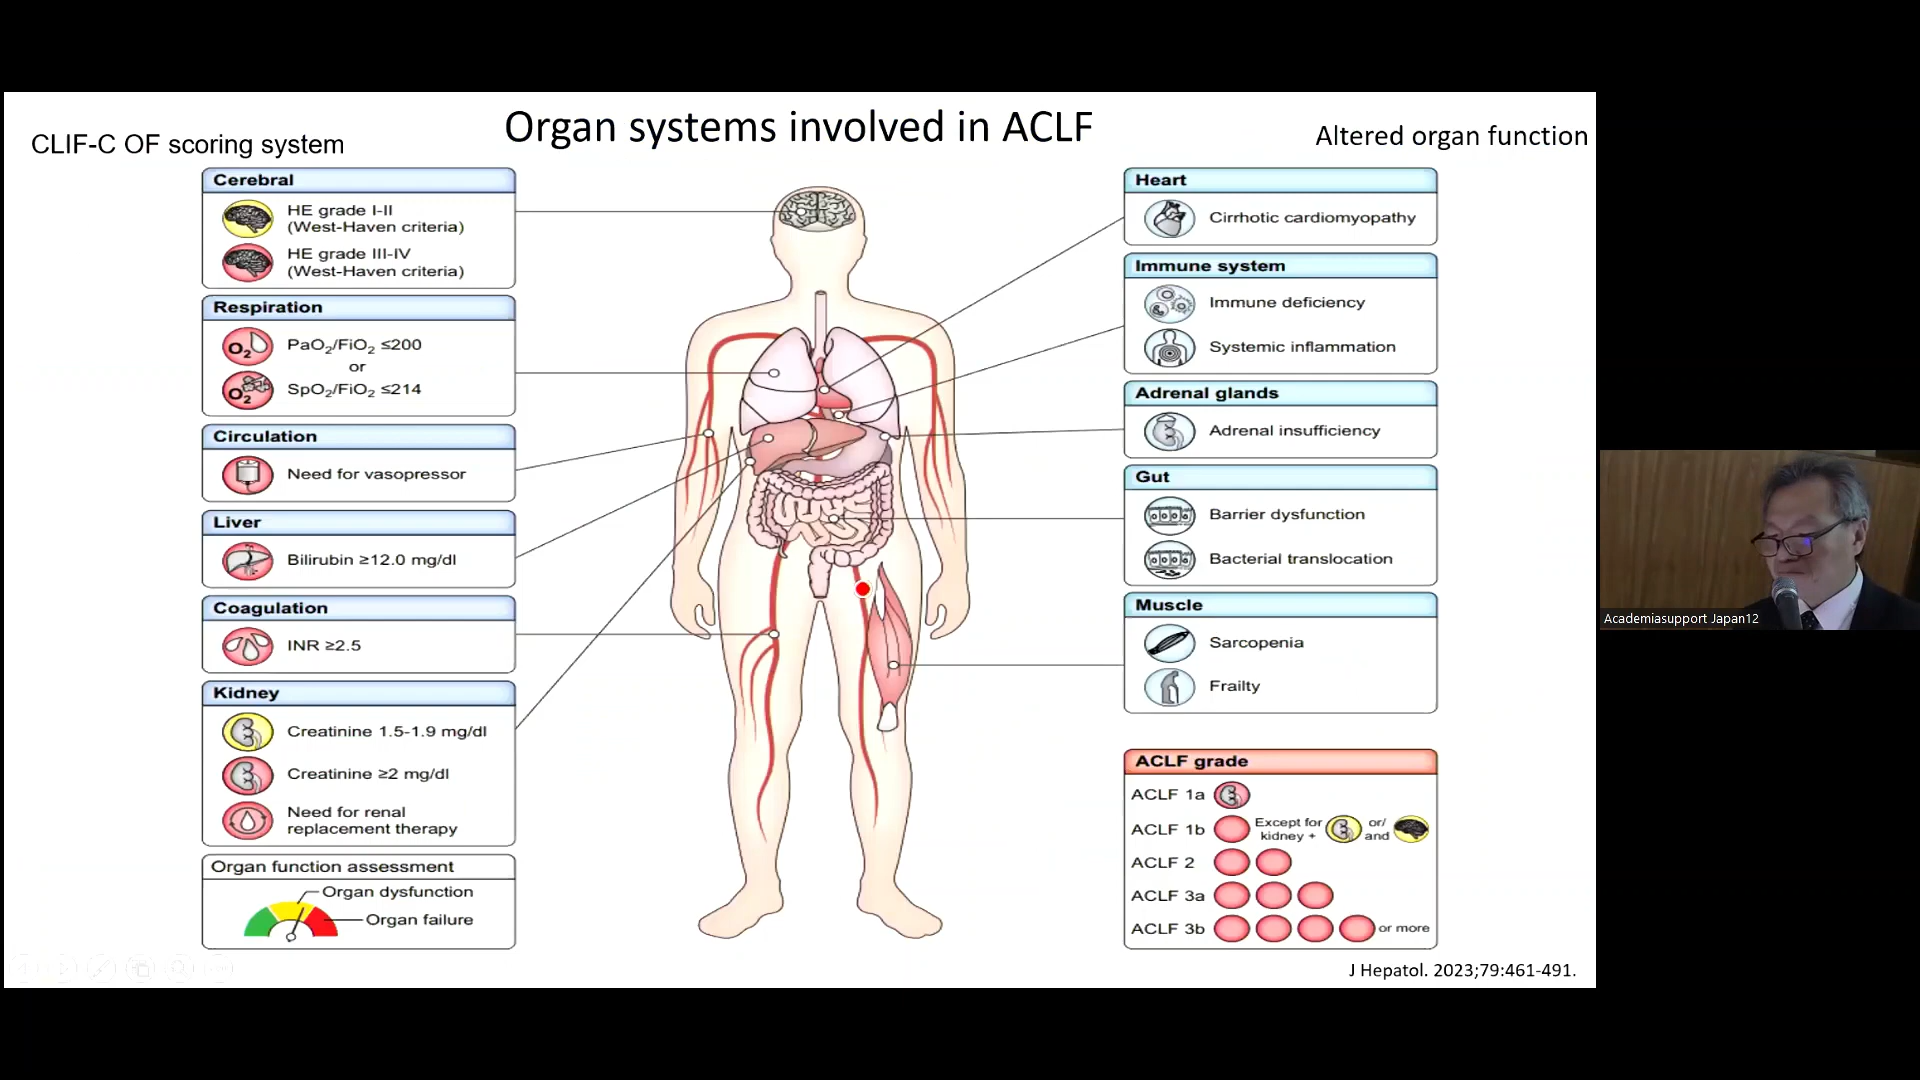 Organ systems involved in ACLF
CLIF-C OF scoring system
Altered organ function
Cerebral
HE grade I-II
(West-Haven criteria)
HE grade III-IV
(West-Haven criteria)
Respiration
O2
PaO2/FiO2 ≤200
or
O2
SpO2/FiO2 ≤214
Circulation
Need for vasopressor
Liver
Bilirubin ≥12.0 mg/dl
Coagulation
INR ≥2.5
Kidney
Creatinine 1.5-1.9 mg/dl
Creatinine ≥2 mg/dl
Need for renal
replacement therapy
Organ function assessment
Organ dysfunction
Organ failure
Heart
Cirrhotic cardiomyopathy
Immune system
Immune deficiency
Systemic inflammation
Adrenal glands
Adrenal insufficiency
Gut
Barrier dysfunction
Bacterial translocation
Muscle
Sarcopenia
Frailty
ACLF grade
ACLF 1a
ACLF 1b Except for kidney + or/ and
ACLF 2
ACLF 3a
ACLF 3b or more
J Hepatol. 2023;79:461-491.
Academiasupport Japan12